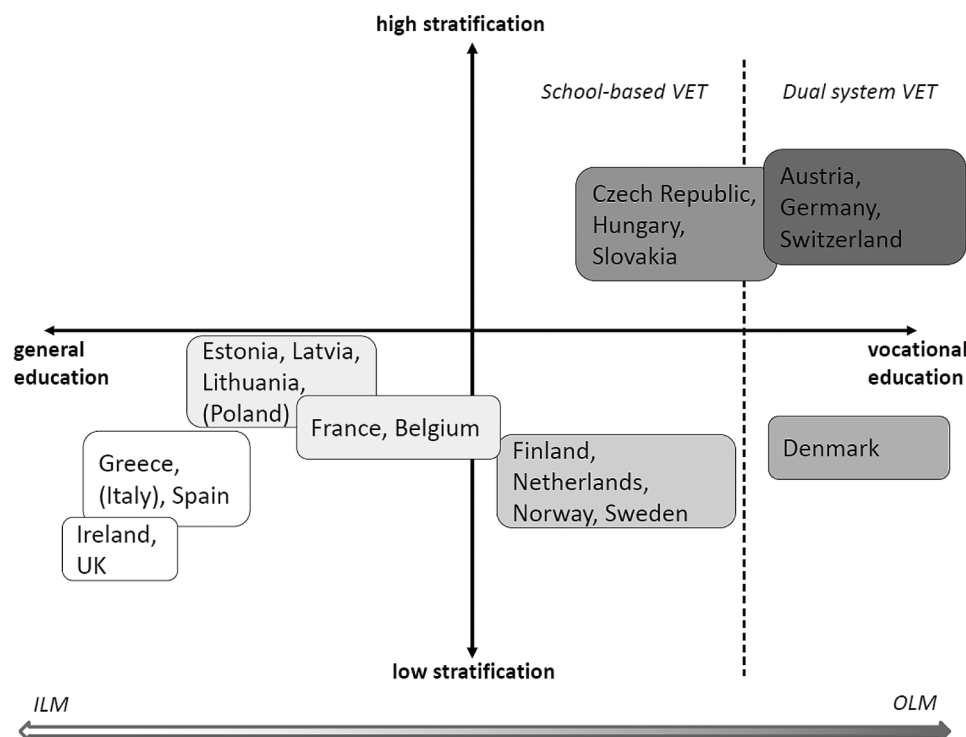 high stratification
School-based VET
Dual system VET
Czech Republic,
Hungary,
Slovakia
Austria,
Germany,
Switzerland
general
education
vocational
education
Estonia, Latvia,
Lithuania,
(Poland)
France, Belgium
Greece,
(Italy), Spain
Ireland,
UK
Finland,
Netherlands,
Norway, Sweden
Denmark
low stratification
ILM
OLM